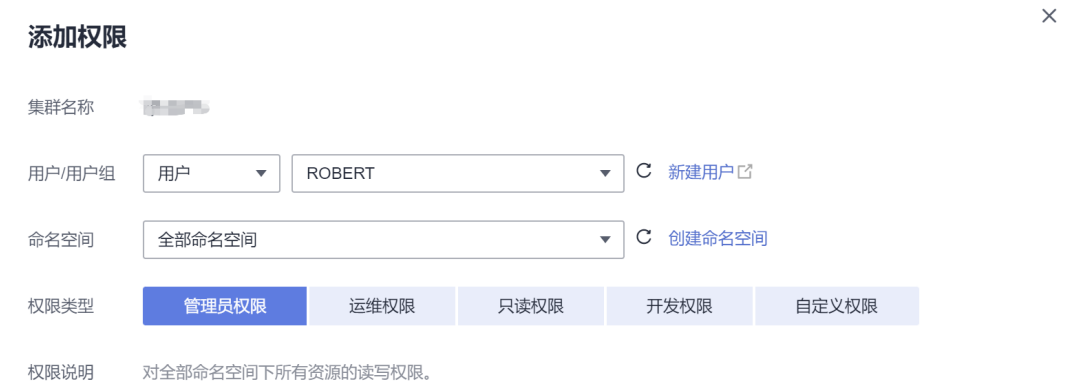 添加权限
集群名称
用户/用户组 用户 ROBERT 新建用户
命名空间 全部命名空间 创建命名空间
权限类型 管理员权限 运维权限 只读权限 开发权限 自定义权限
权限说明 对全部命名空间下所有资源的读写权限。